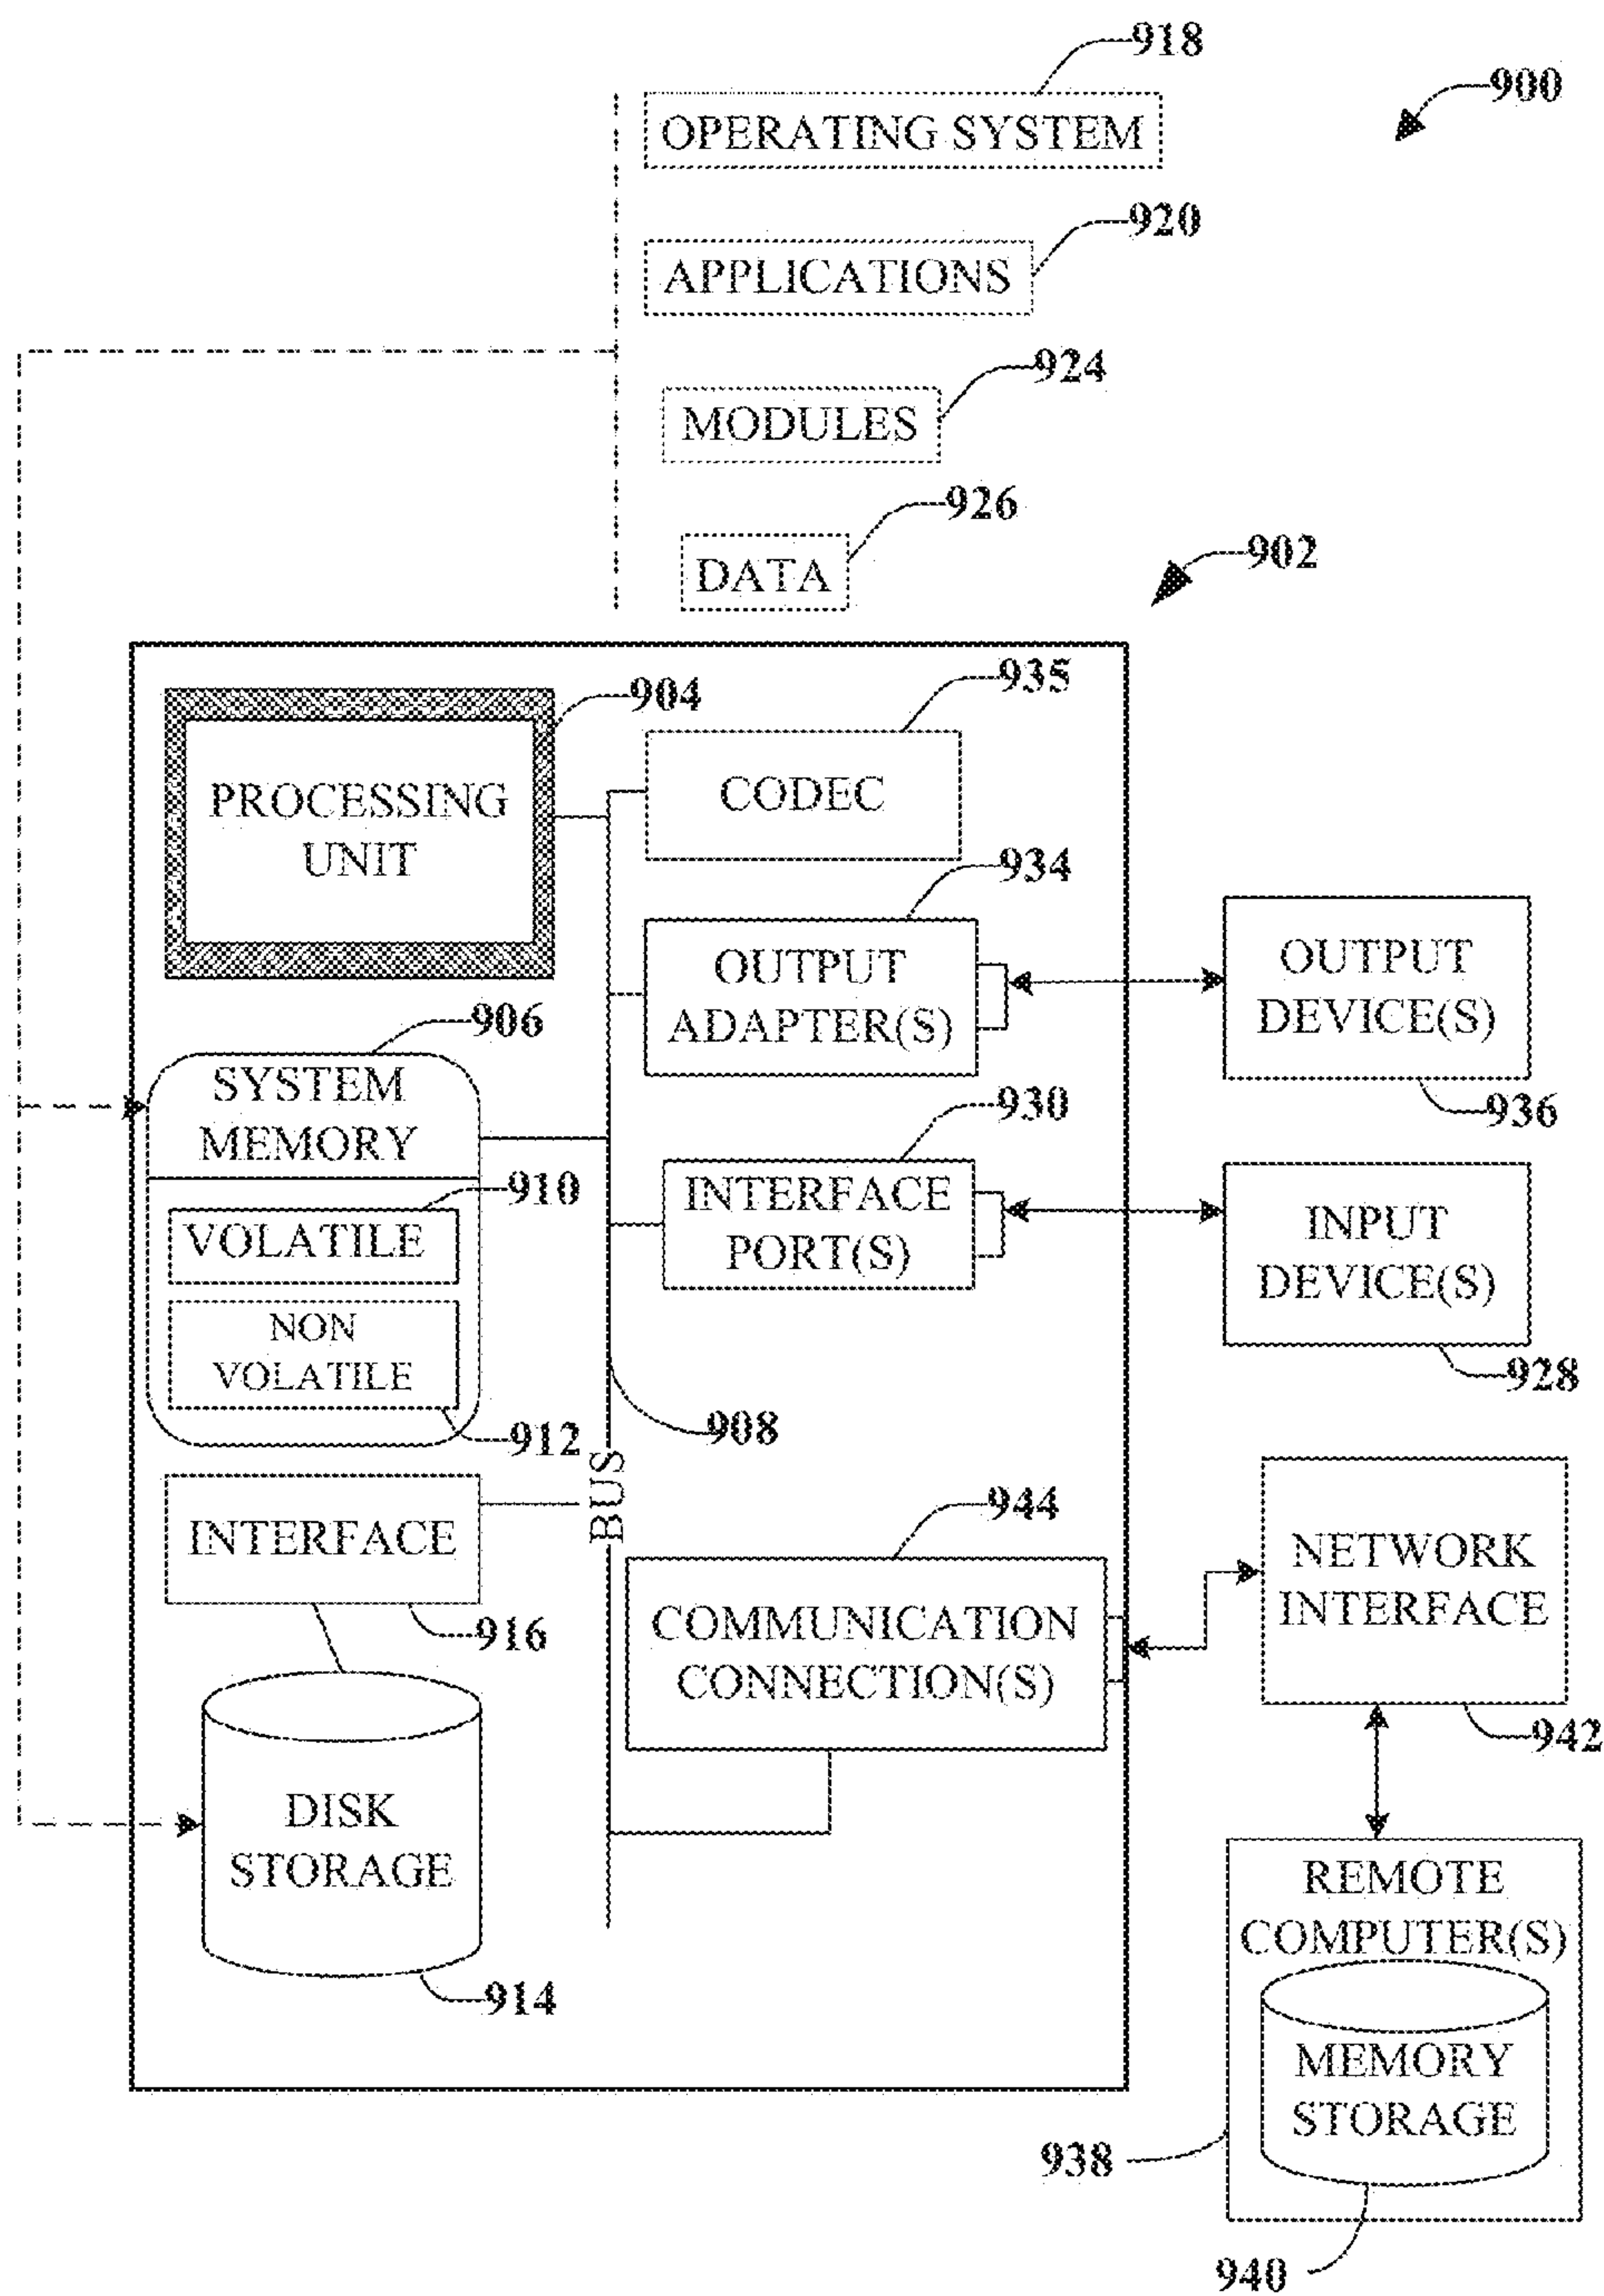 918
900
OPERATING SYSTEM
920
APPLICATIONS
924
MODULES
926
DATA
902
935
904
PROCESSING
UNIT
CODEC
934
OUTPUT
ADAPTER(S)
OUTPUT
DEVICE(S)
936
906
SYSTEM
MEMORY
930
INTERFACE
PORT(S)
INPUT
DEVICE(S)
928
910
VOLATILE
NON
VOLATILE
912
908
BUS
INTERFACE
916
944
COMMUNICATION
CONNECTION(S)
NETWORK
INTERFACE
942
DISK
STORAGE
914
REMOTE
COMPUTER(S)
MEMORY
STORAGE
938
940